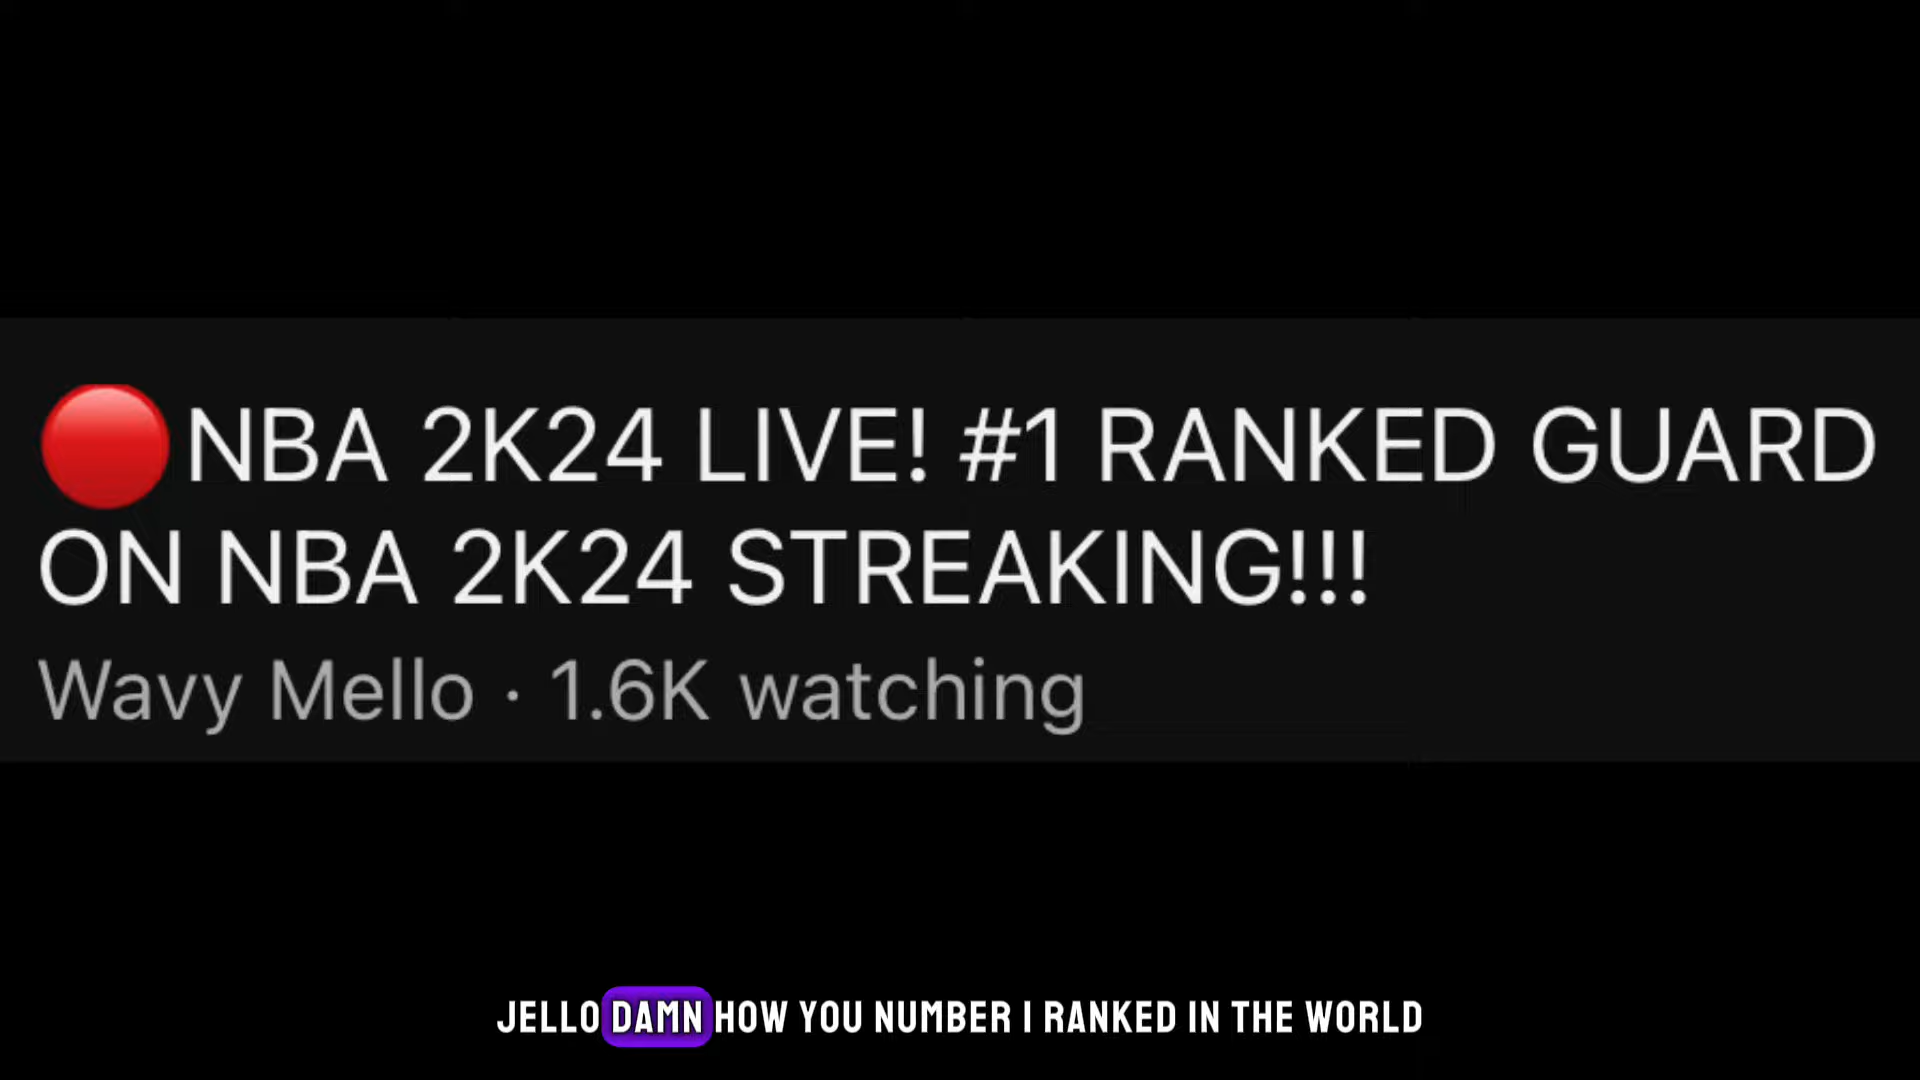 🔴NBA 2K24 LIVE! #1 RANKED GUARD
ON NBA 2K24 STREAKING!!!
Wavy Mello · 1.6K watching
JELLO DAMN HOW YOU NUMBER 1 RANKED IN THE WORLD